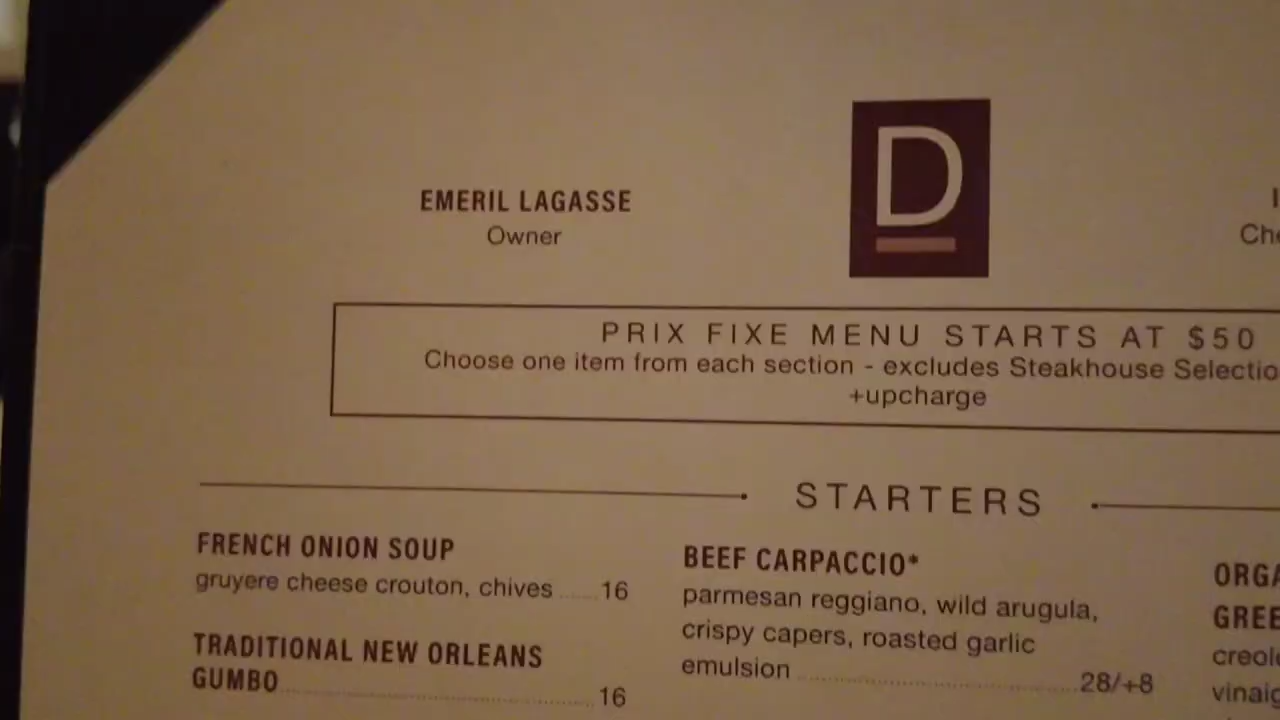 EMERIL LAGASSE
Owner
D
PRIX FIXE MENU STARTS AT $50
Choose one item from each section - excludes Steakhouse
+upcharge
STARTERS
FRENCH ONION SOUP
gruyere cheese crouton, chives ...... 16
TRADITIONAL NEW ORLEANS
GUMBO ...... 16
BEEF CARPACCIO*
parmesan reggiano, wild arugula,
crispy capers, roasted garlic
emulsion ...... 28/+8